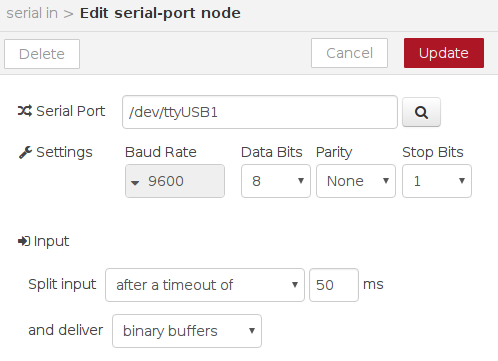 serial in > Edit serial-port node
Delete Cancel Update
Serial Port /dev/ttyUSB1
Settings Baud Rate Data Bits Parity Stop Bits
9600 8 None 1
Input
Split input after a timeout of 50 ms
and deliver binary buffers